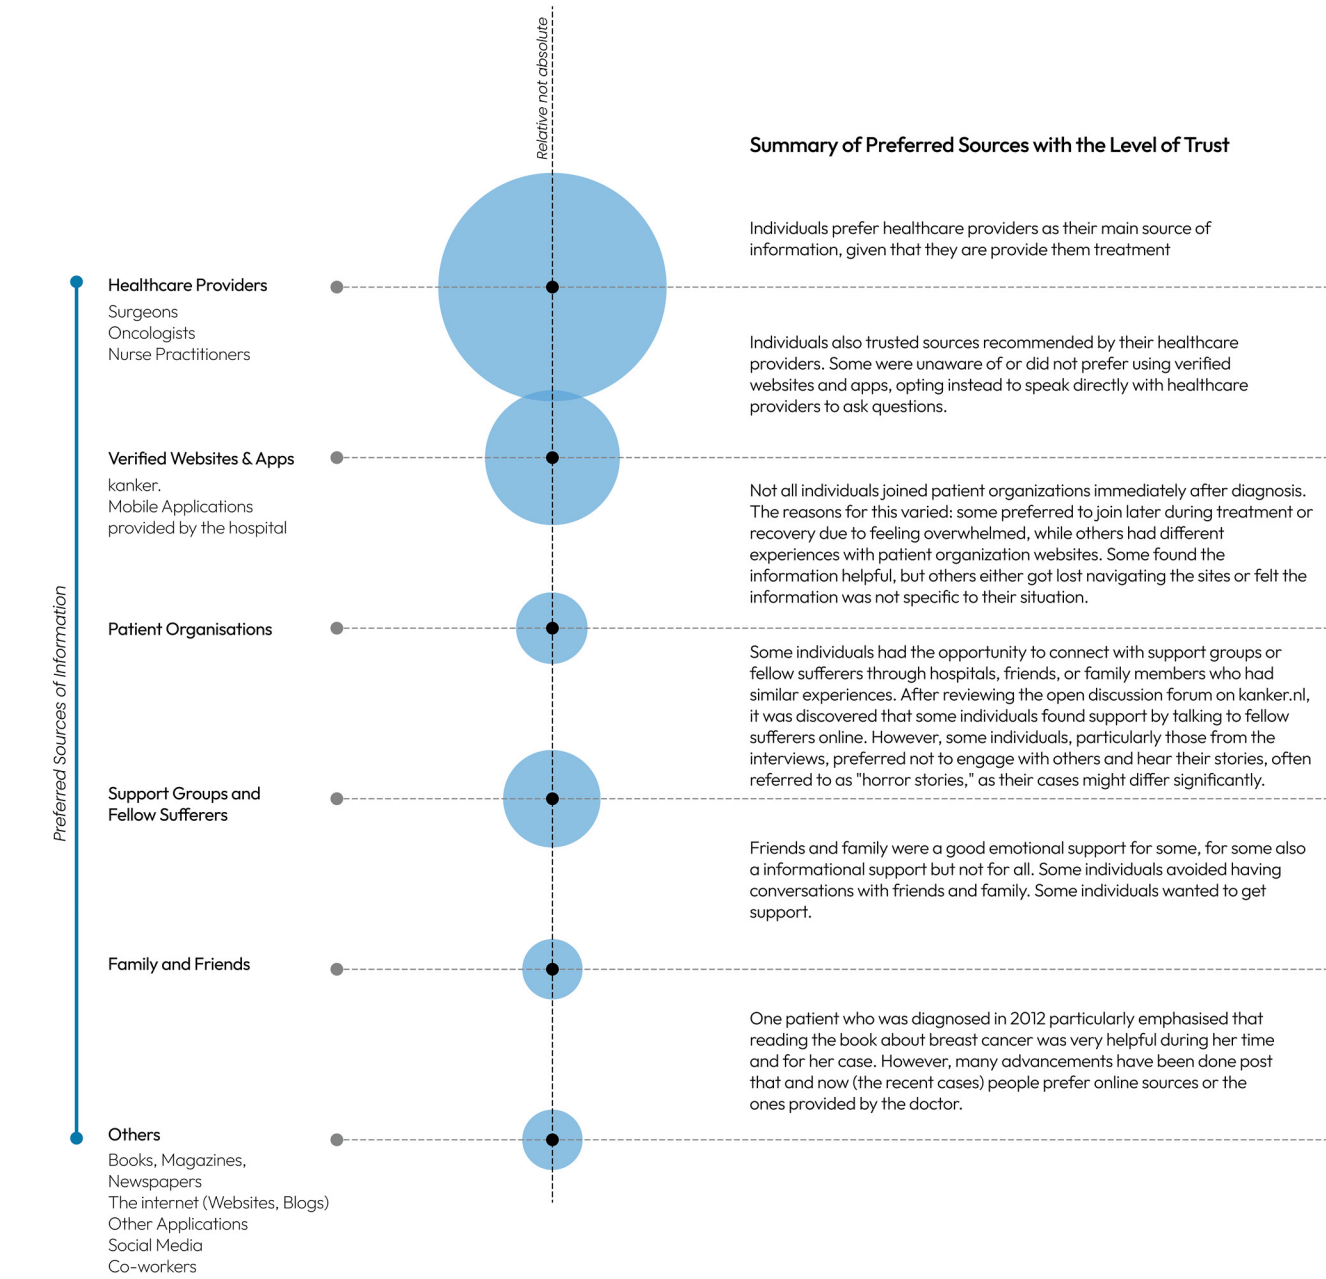 Relative not absolute
Summary of Preferred Sources with the Level of Trust
Individuals prefer healthcare providers as their main source of
information, given that they are provide them treatment
Healthcare Providers
Surgeons
Oncologists
Nurse Practitioners
Individuals also trusted sources recommended by their healthcare
providers. Some were unaware of or did not prefer using verified
websites and apps, opting instead to speak directly with healthcare
providers to ask questions.
Verified Websites & Apps
kanker.
Mobile Applications
provided by the hospital
Not all individuals joined patient organizations immediately after diagnosis.
The reasons for this varied: some preferred to join later during treatment or
recovery due to feeling overwhelmed, while others had different
experiences with patient organization websites. Some found the
information helpful, but others either got lost navigating the sites or felt the
information was not specific to their situation.
Preferred Sources of Information
Patient Organisations
Some individuals had the opportunity to connect with support groups or
fellow sufferers through hospitals, friends, or family members who had
similar experiences. After reviewing the open discussion forum on kanker.nl,
it was discovered that some individuals found support by talking to fellow
sufferers online. However, some individuals, particularly those from the
interviews, preferred not to engage with others and hear their stories, often
referred to as "horror stories," as their cases might differ significantly.
Support Groups and
Fellow Sufferers
Friends and family were a good emotional support for some, for some also
a informational support but not for all. Some individuals avoided having
conversations with friends and family. Some individuals wanted to get
support.
Family and Friends
One patient who was diagnosed in 2012 particularly emphasised that
reading the book about breast cancer was very helpful during her time
and for her case. However, many advancements have been done post
that and now (the recent cases) people prefer online sources or the
ones provided by the doctor.
Others
Books, Magazines,
Newspapers
The internet (Websites, Blogs)
Other Applications
Social Media
Co-workers